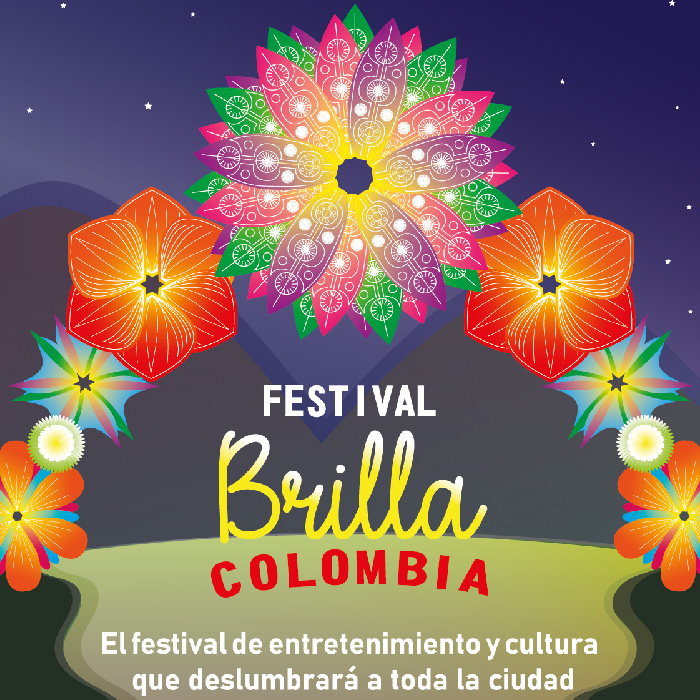 FESTIVAL
Brilla
COLOMBIA
El festival de entretenimiento y cultura
que deslumbrará a toda la ciudad